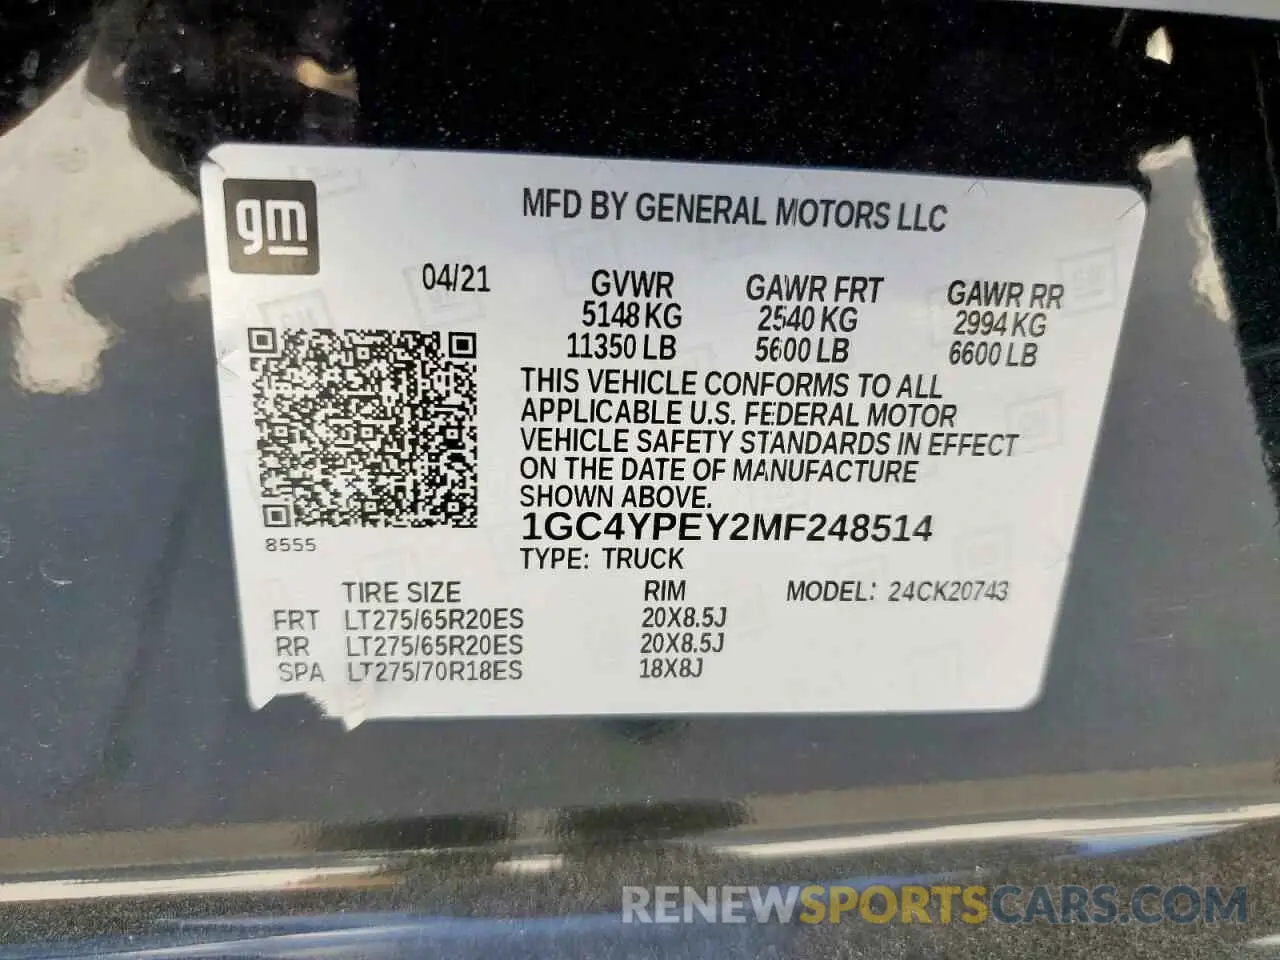 gm
MFD BY GENERAL MOTORS LLC
04/21 GVWR GAWR FRT GAWR RR
5148 KG 2540 KG 2994 KG
11350 LB 5600 LB 6600 LB
THIS VEHICLE CONFORMS TO ALL
APPLICABLE U.S. FEDERAL MOTOR
VEHICLE SAFETY STANDARDS IN EFFECT
ON THE DATE OF MANUFACTURE
SHOWN ABOVE.
1GC4YPEY2MF248514
8555
TYPE: TRUCK
TIRE SIZE RIM MODEL: 24CK20743
FRT LT275/65R20ES 20X8.5J
RR LT275/65R20ES 20X8.5J
SPA LT275/70R18ES 18X8J
RENEWSPORTSCARS.COM